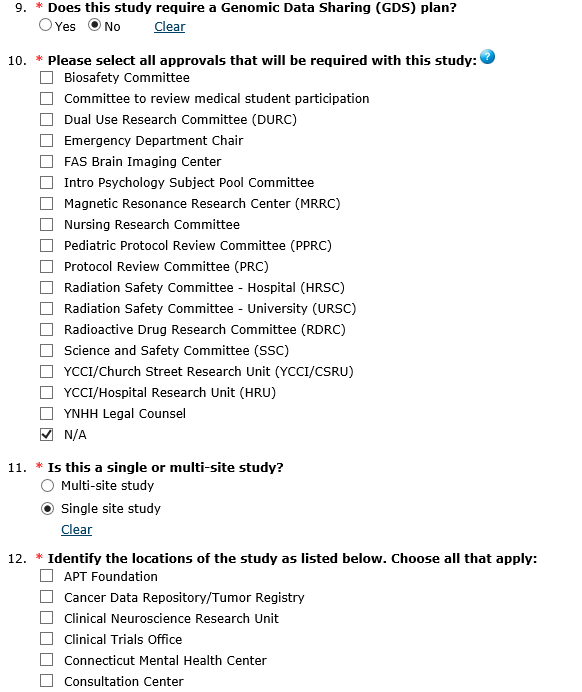 9. * Does this study require a Genomic Data Sharing (GDS) plan?
Yes No Clear
10. * Please select all approvals that will be required with this study: ?
Biosafety Committee
Committee to review medical student participation
Dual Use Research Committee (DURC)
Emergency Department Chair
FAS Brain Imaging Center
Intro Psychology Subject Pool Committee
Magnetic Resonance Research Center (MRRC)
Nursing Research Committee
Pediatric Protocol Review Committee (PPRC)
Protocol Review Committee (PRC)
Radiation Safety Committee - Hospital (HRSC)
Radiation Safety Committee - University (URSC)
Radioactive Drug Research Committee (RDRC)
Science and Safety Committee (SSC)
YCCI/Church Street Research Unit (YCCI/CSRU)
YCCI/Hospital Research Unit (HRU)
YNHH Legal Counsel
N/A
11. * Is this a single or multi-site study?
Multi-site study
Single site study
Clear
12. * Identify the locations of the study as listed below. Choose all that apply:
APT Foundation
Cancer Data Repository/Tumor Registry
Clinical Neuroscience Research Unit
Clinical Trials Office
Connecticut Mental Health Center
Consultation Center